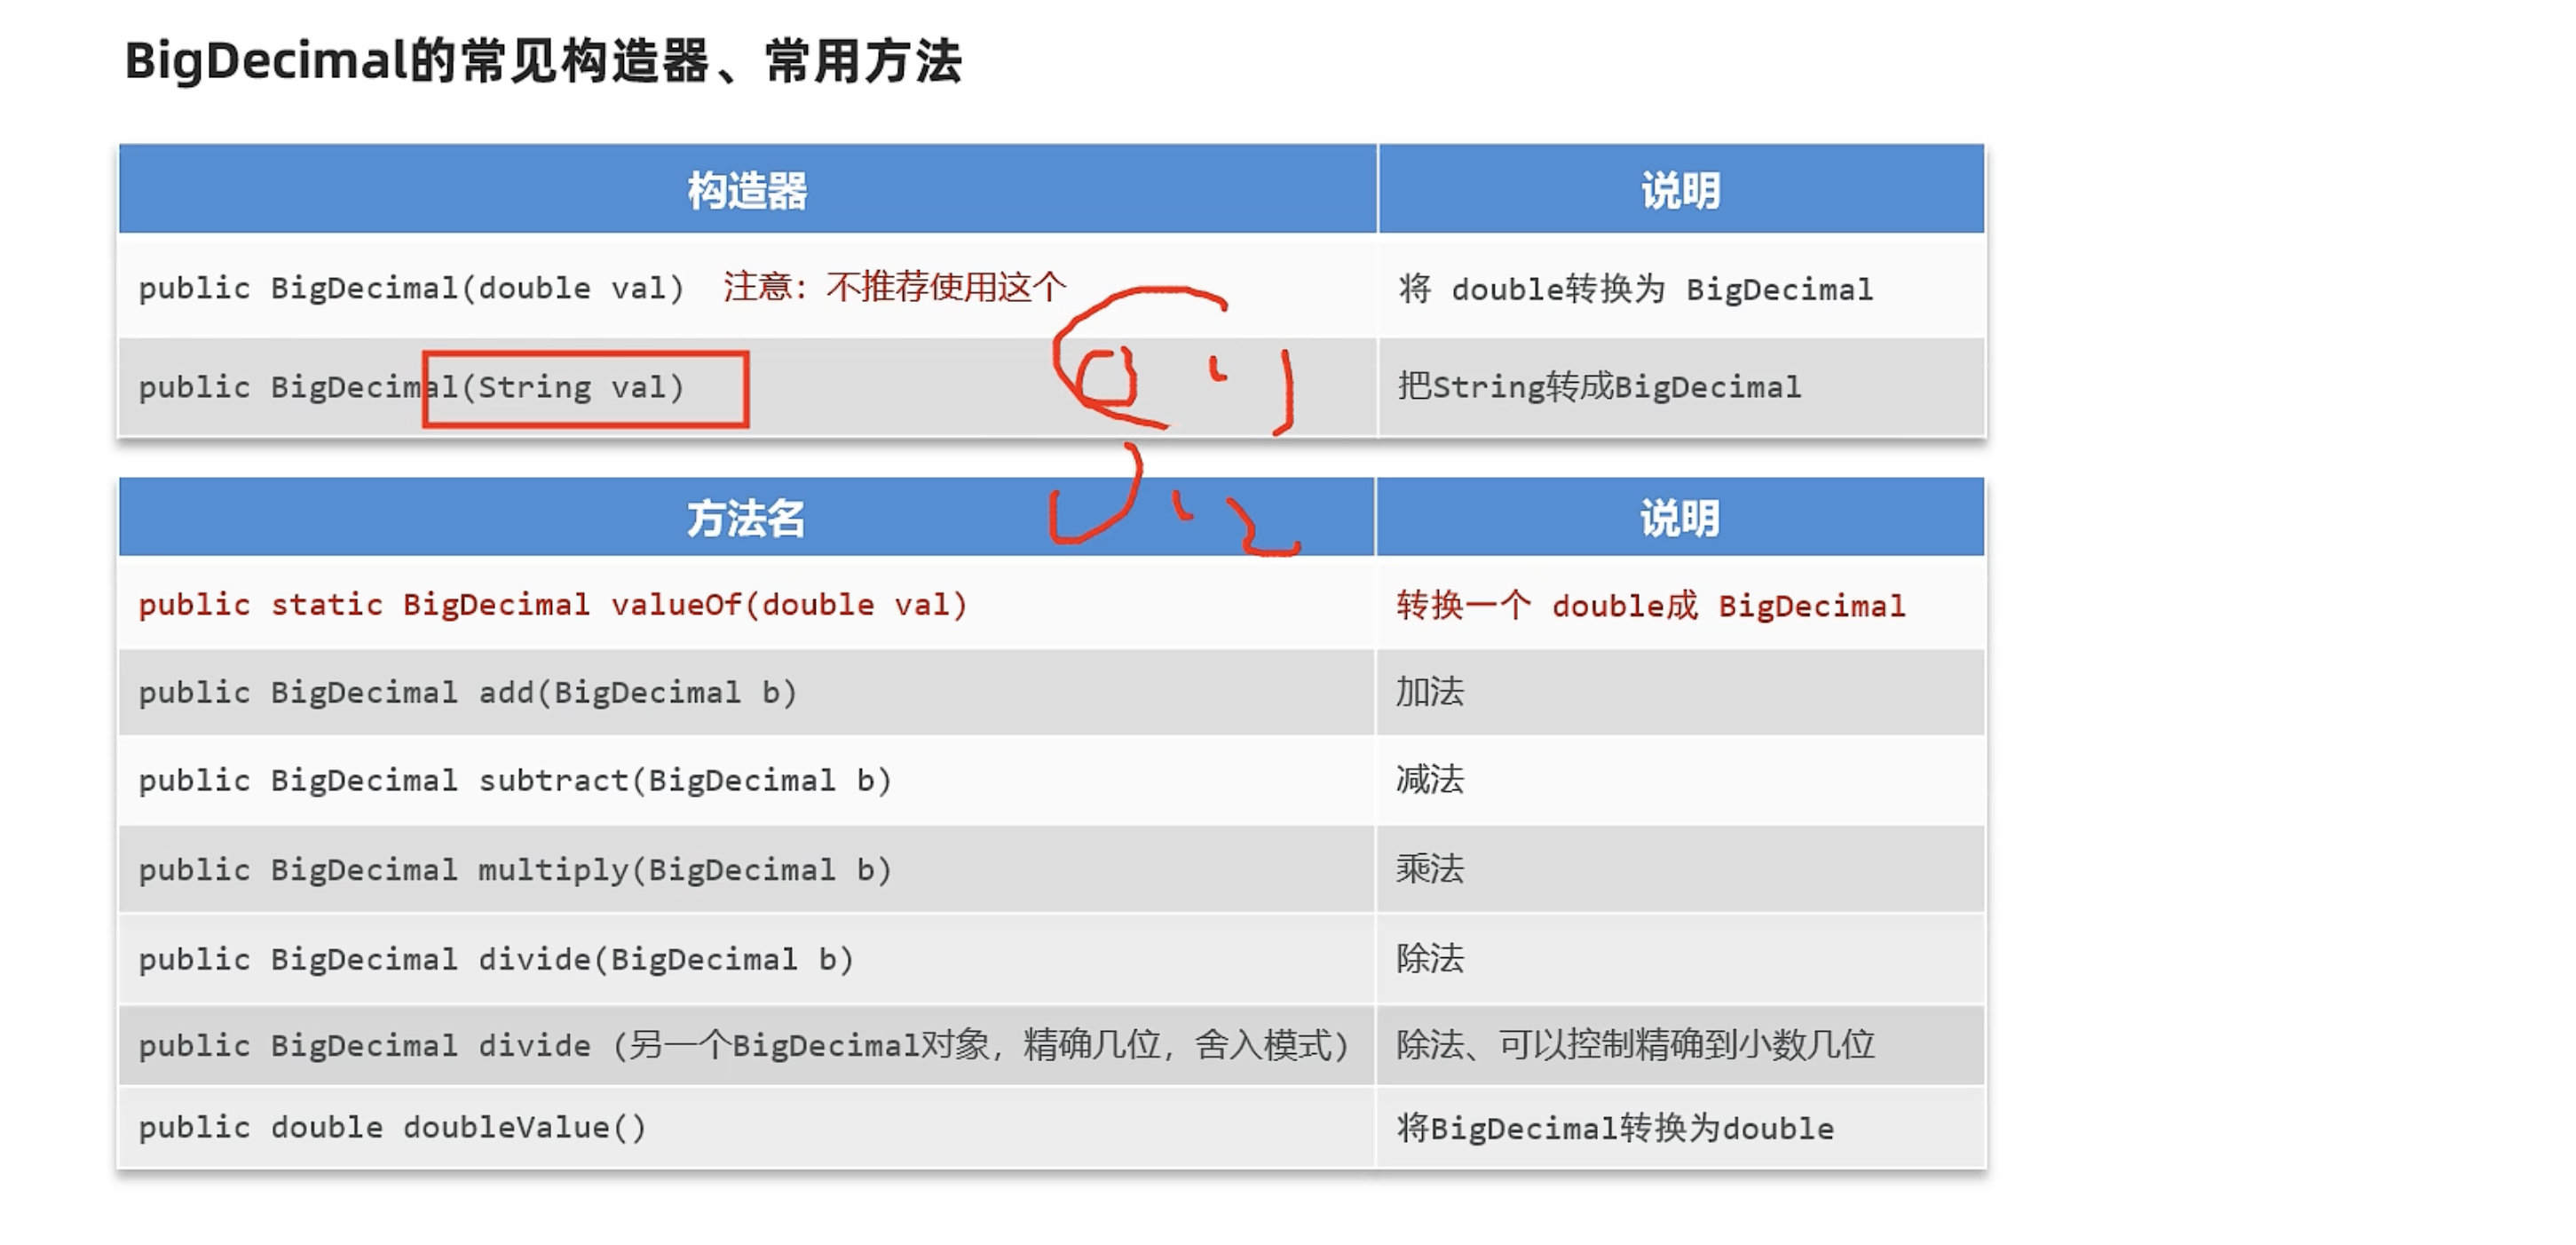 BigDecimal的常见构造器、常用方法
构造器 说明
public BigDecimal(double val) 注意：不推荐使用这个 将 double转换为 BigDecimal
public BigDecimal(String val) 把String转成BigDecimal
0.1
0.2
方法名 说明
public static BigDecimal valueOf(double val) 转换一个 double成 BigDecimal
public BigDecimal add(BigDecimal b) 加法
public BigDecimal subtract(BigDecimal b) 减法
public BigDecimal multiply(BigDecimal b) 乘法
public BigDecimal divide(BigDecimal b) 除法
public BigDecimal divide (另一个BigDecimal对象，精确几位，舍入模式) 除法、可以控制精确到小数几位
public double doubleValue() 将BigDecimal转换为double